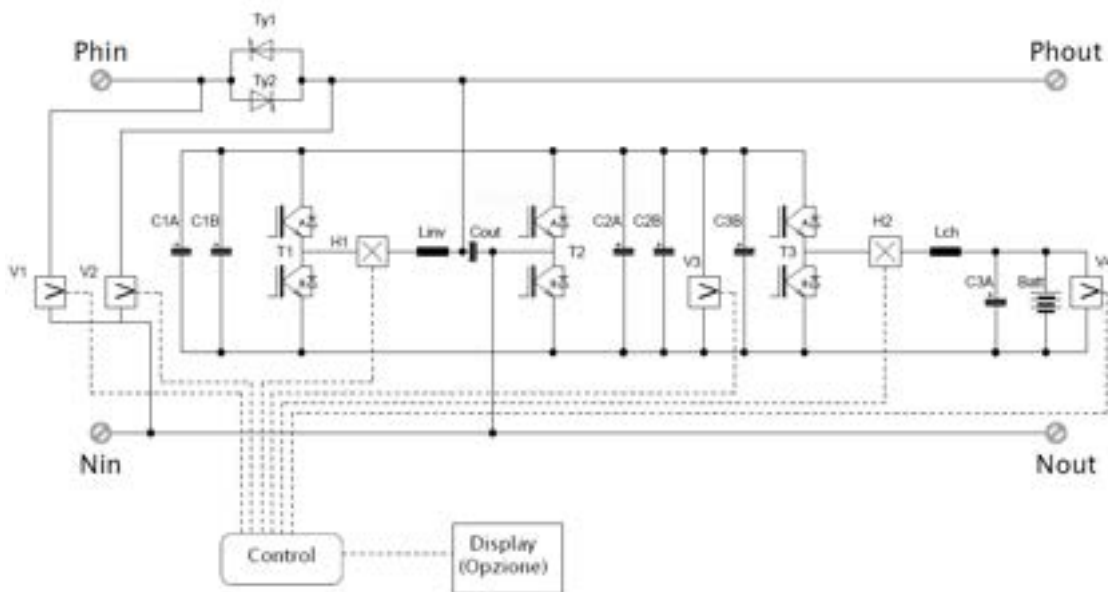 Ty1
Phin
Phout
Ty2
C1A
C1B
T1
H1
Linv
Cout
T2
C2A
C2B
V3
C3B
T3
H2
Lch
C3A
Batt
V4
V1
V2
Nin
Nout
Control
Display
(Opzione)